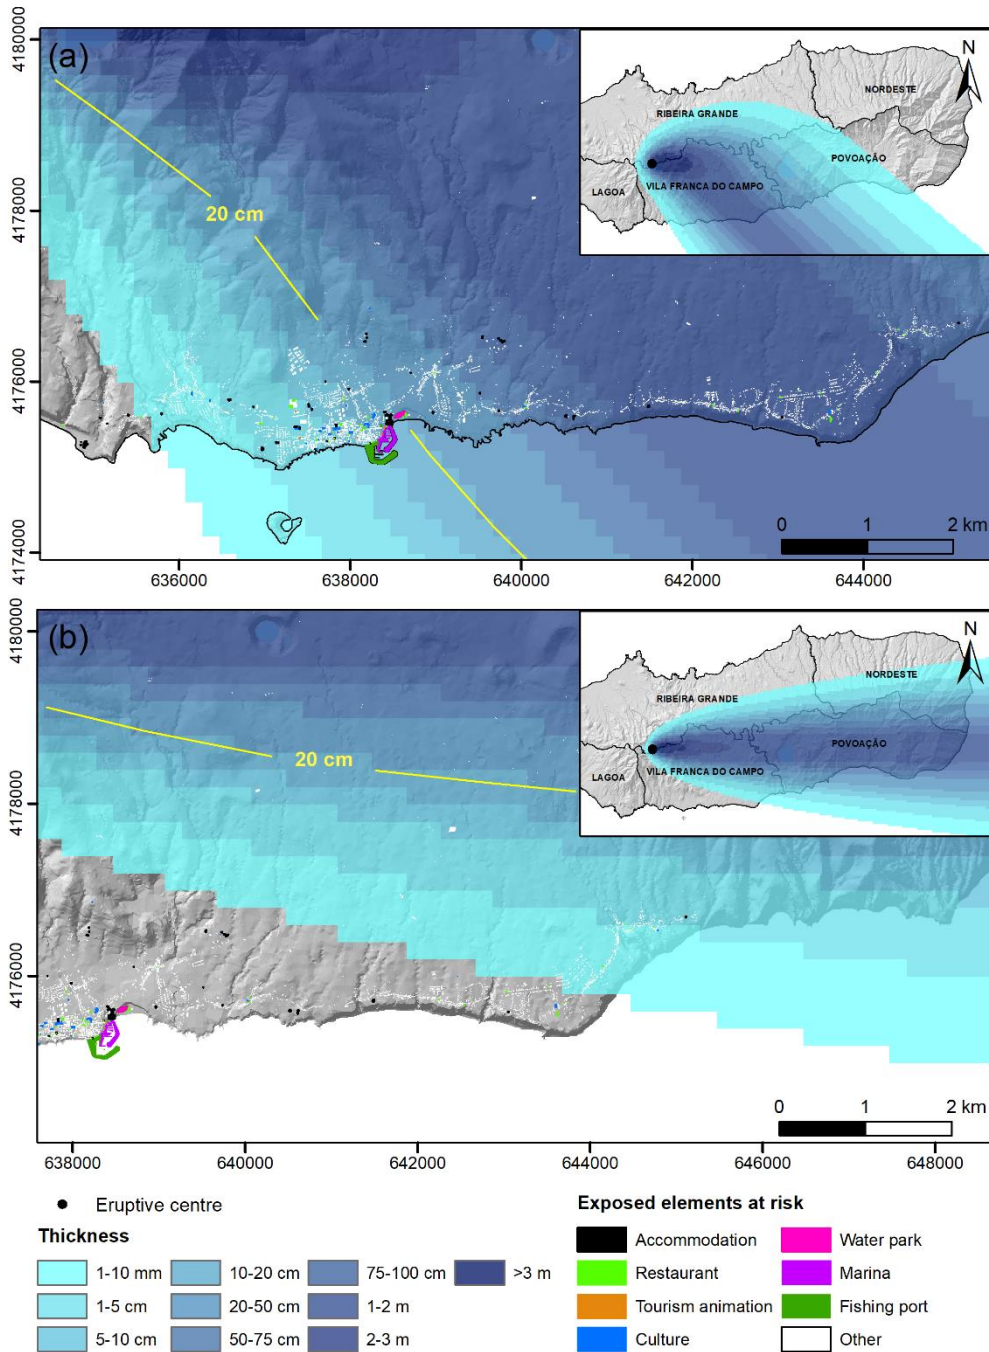 (a)
4180000
4178000
4176000
4174000
20 cm
N
NORDESTE
RIBEIRA GRANDE
POVOAÇÃO
LAGOA
VILA FRANCA DO CAMPO
0 1 2 km
636000 638000 640000 642000 644000
(b)
4180000
4178000
4176000
20 cm
N
NORDESTE
RIBEIRA GRANDE
POVOAÇÃO
LAGOA
VILA FRANCA DO CAMPO
0 1 2 km
638000 640000 642000 644000 646000 648000
Eruptive centre
Thickness
1-10 mm
1-5 cm
5-10 cm
10-20 cm
20-50 cm
50-75 cm
75-100 cm
1-2 m
2-3 m
>3 m
Exposed elements at risk
Accommodation
Restaurant
Tourism animation
Culture
Water park
Marina
Fishing port
Other